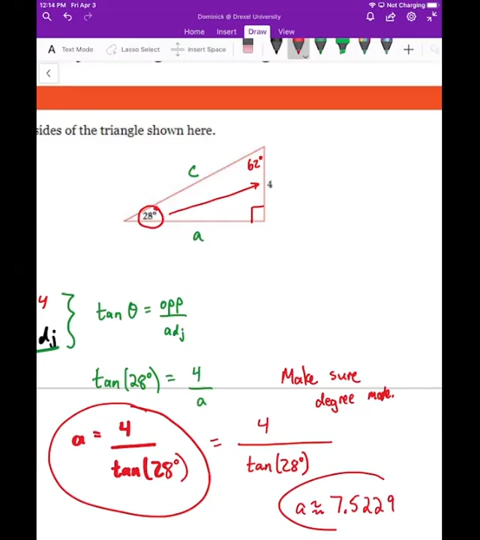 12:14 PM Fri Apr 3
Not Charging
Dominick @ Drexel University
Home Insert Draw View
A Text Mode Lasso Select Insert Space
sides of the triangle shown here.
62°
c
4
28°
a
4
dj
tan θ = opp
adj
tan(28°) = 4
a
Make sure
degree mode.
a = 4
tan(28°)
= 4
tan(28°)
a ≈ 7.5229